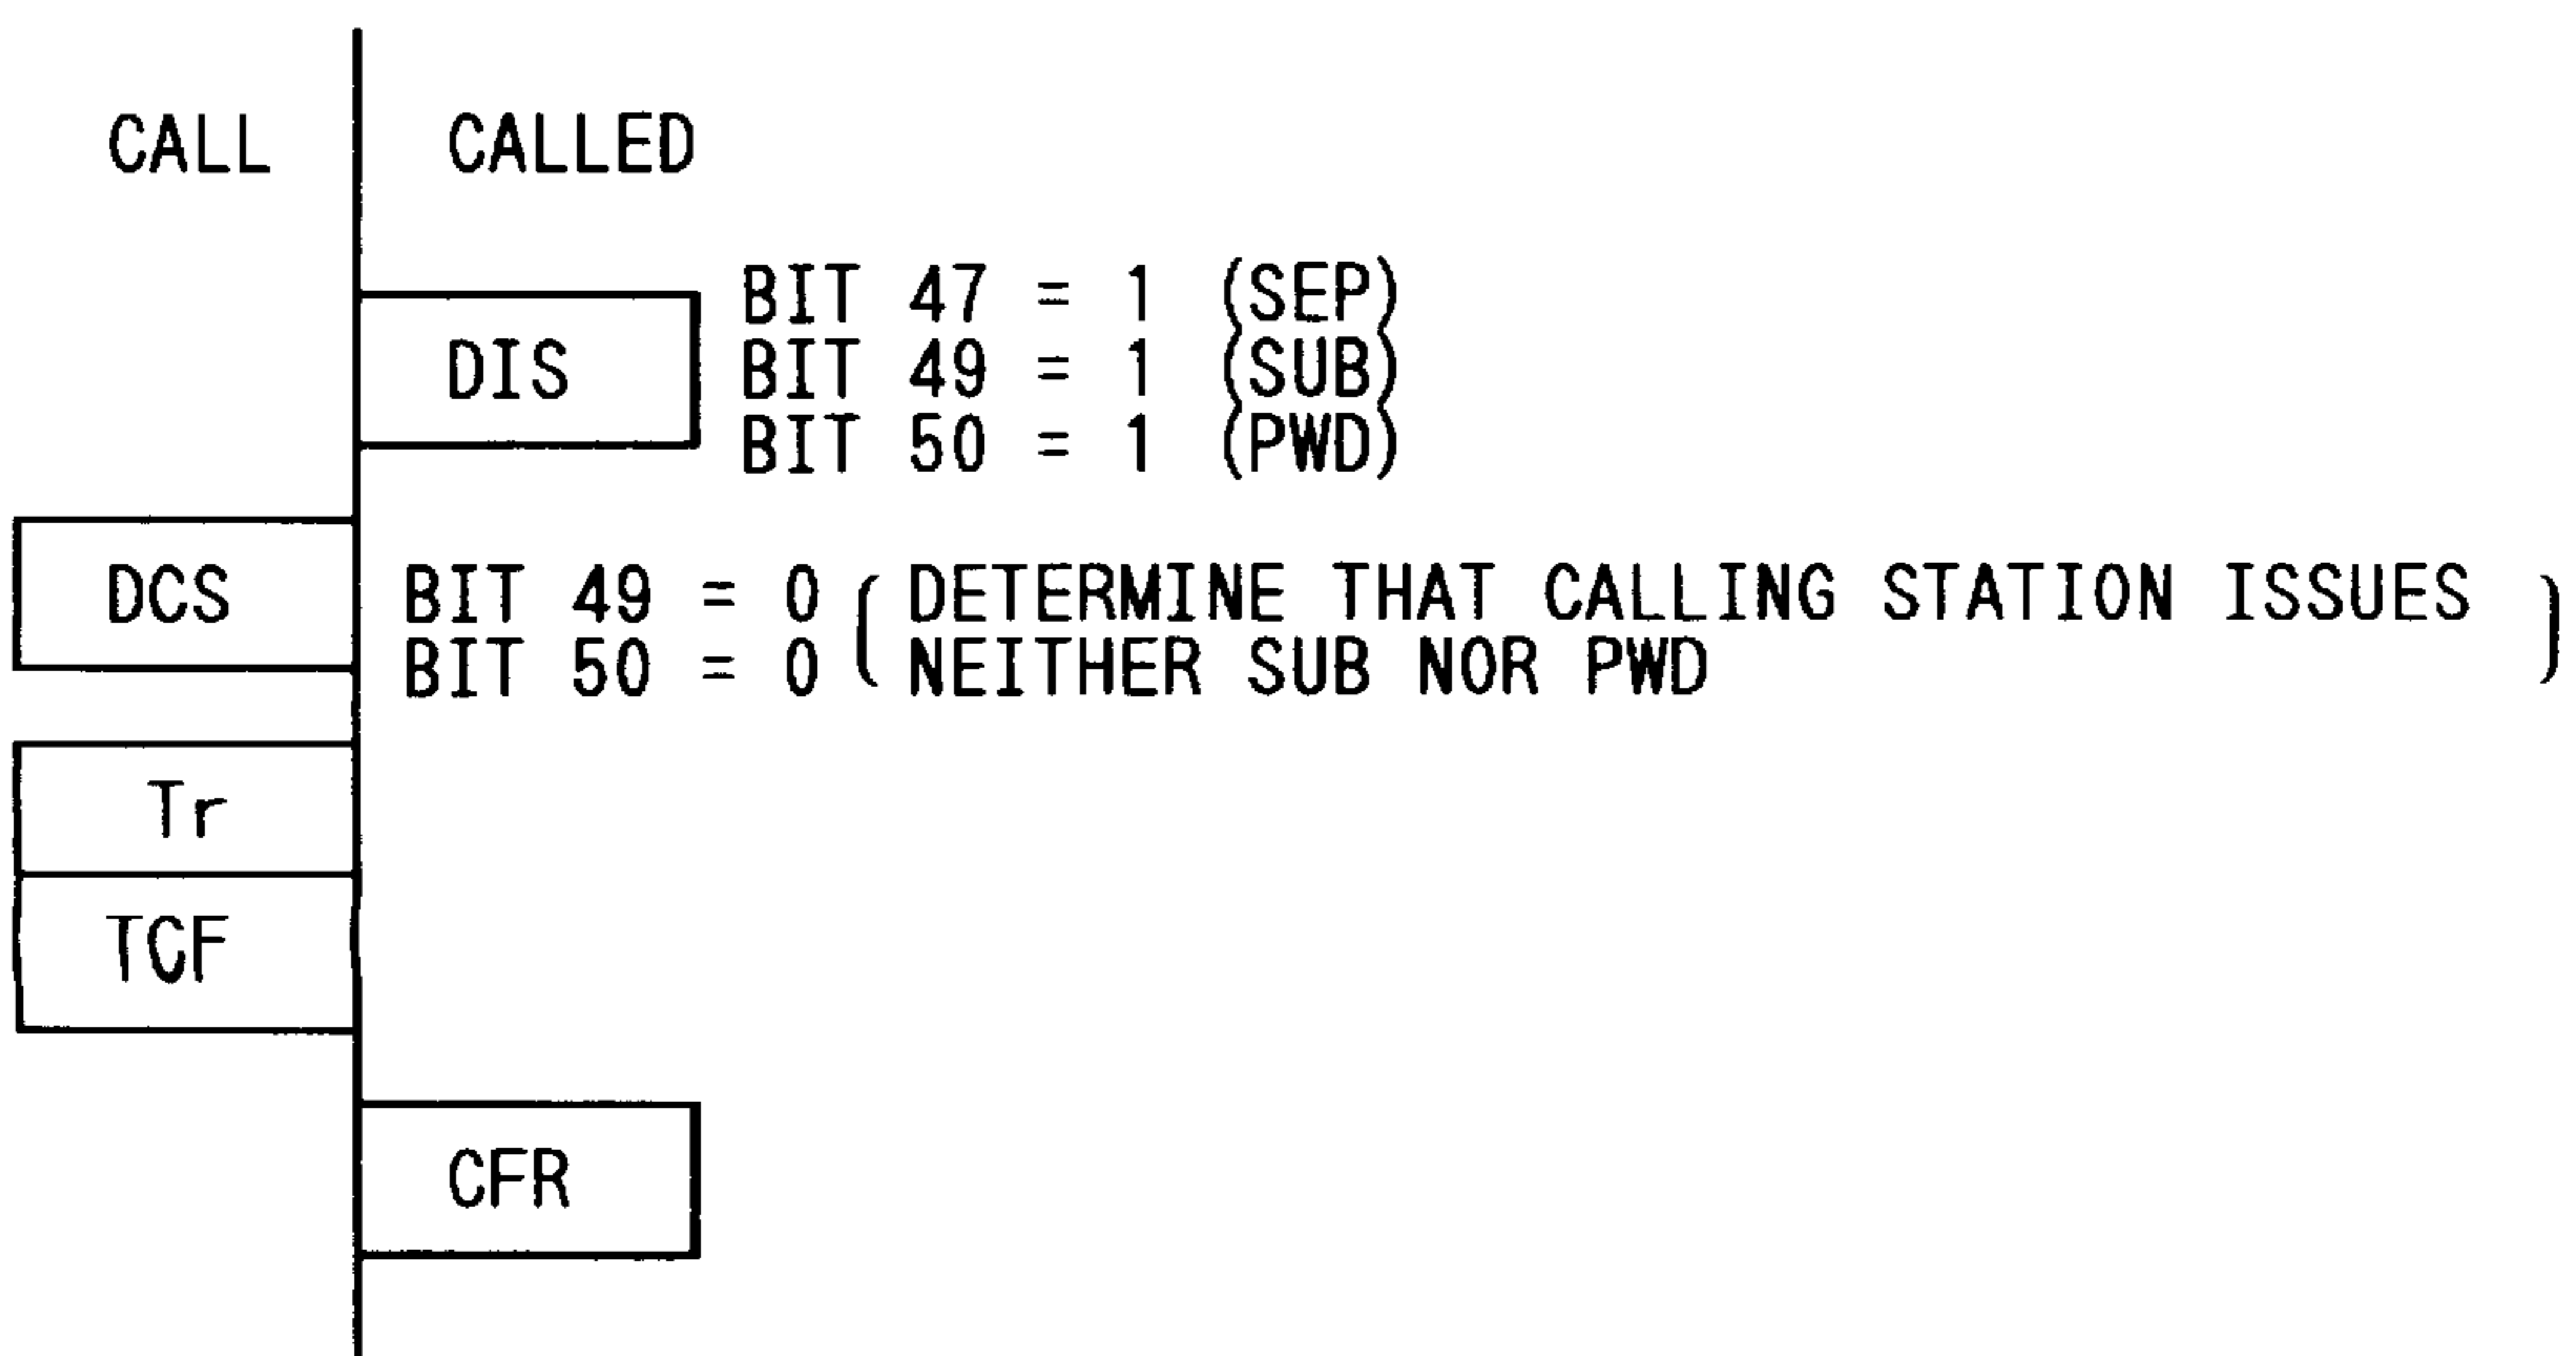 CALL CALLED
BIT 47 = 1 (SEP)
DIS BIT 49 = 1 (SUB)
BIT 50 = 1 (PWD)
DCS BIT 49 = 0 ( DETERMINE THAT CALLING STATION ISSUES )
BIT 50 = 0 NEITHER SUB NOR PWD
Tr
TCF
CFR